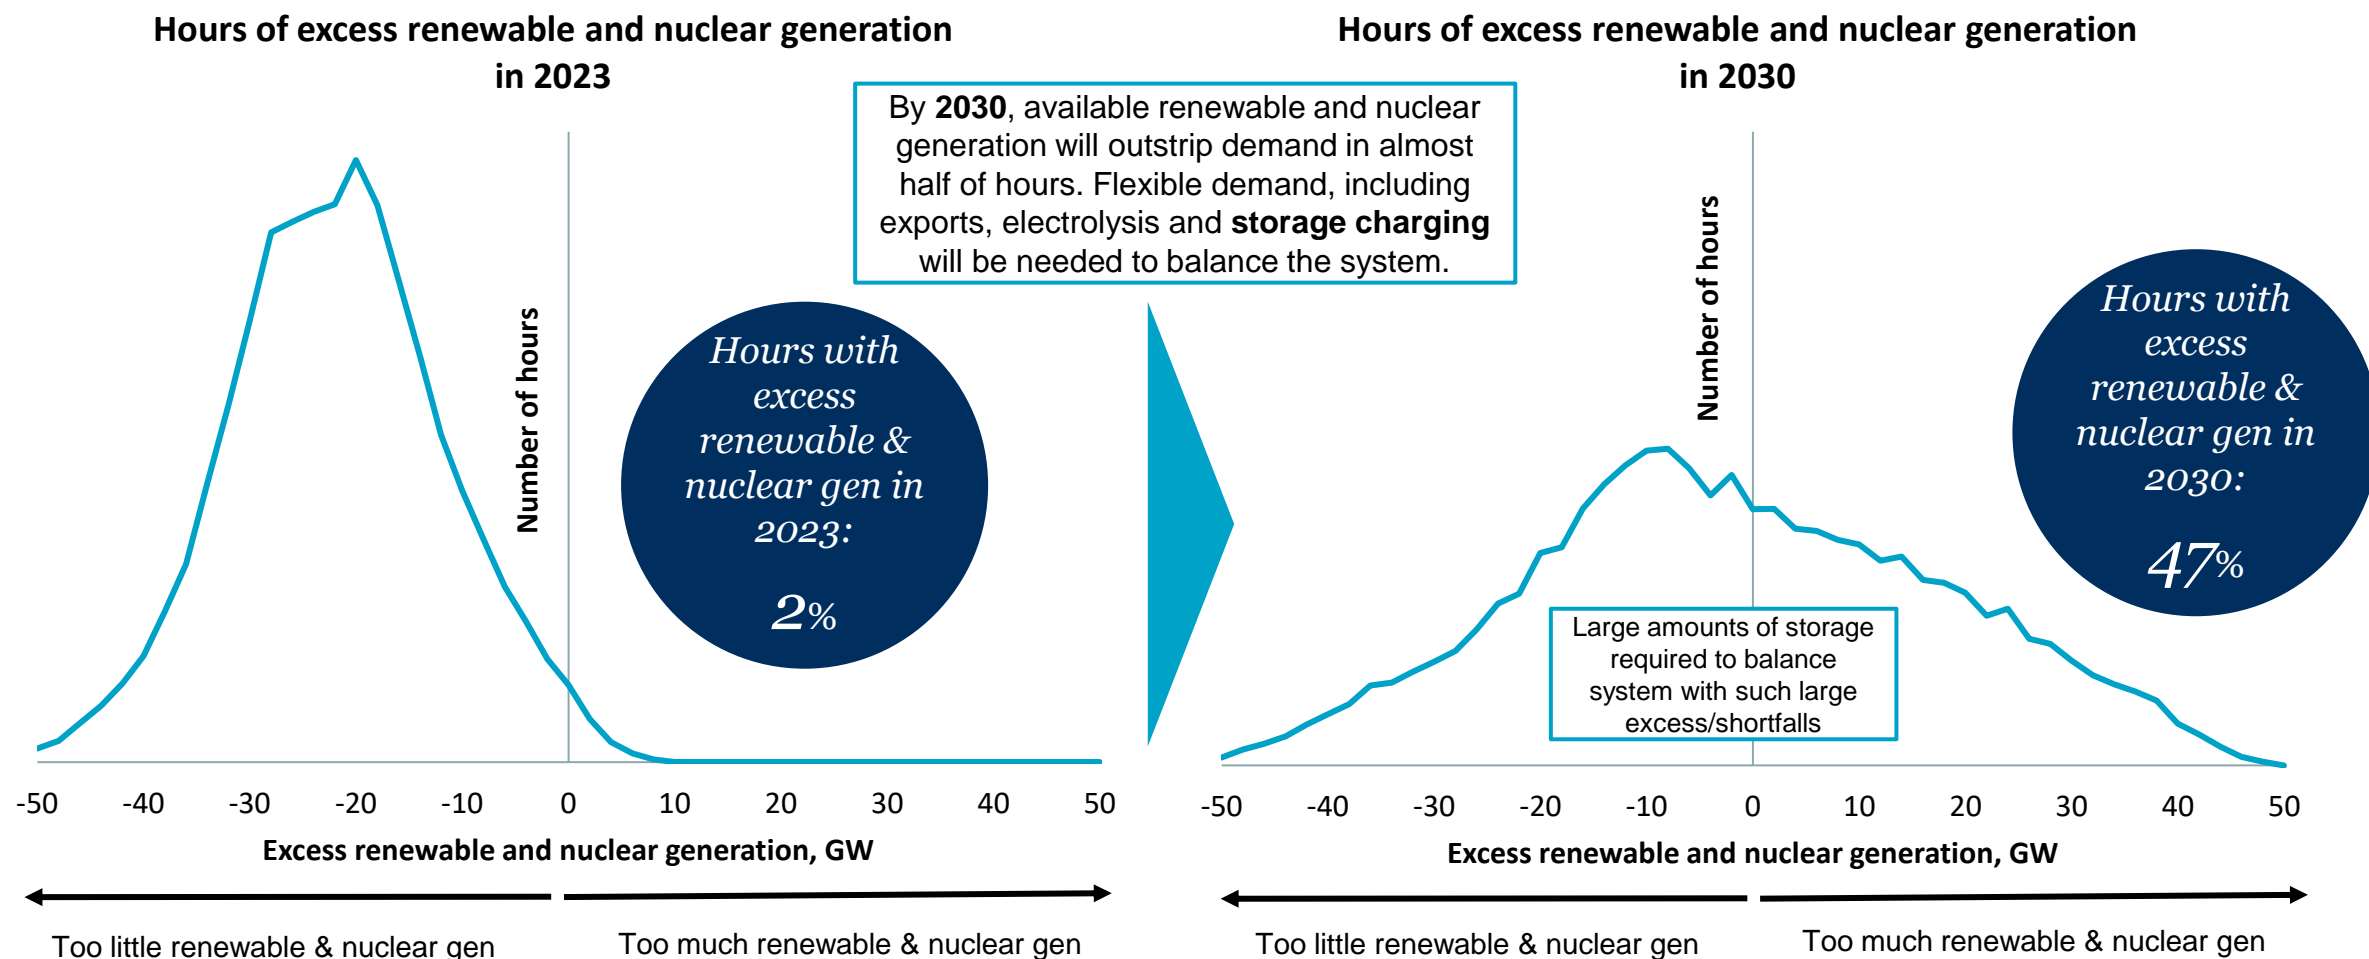 Hours of excess renewable and nuclear generation
in 2023
Hours of excess renewable and nuclear generation
in 2030
By 2030, available renewable and nuclear
generation will outstrip demand in almost
half of hours. Flexible demand, including
exports, electrolysis and storage charging
will be needed to balance the system.
Number of hours
Hours with
excess
renewable &
nuclear gen in
2023:
2%
Number of hours
Hours with
excess
renewable &
nuclear gen in
2030:
47%
Large amounts of storage
required to balance
system with such large
excess/shortfalls
-50 -40 -30 -20 -10 0 10 20 30 40 50
Excess renewable and nuclear generation, GW
Too little renewable & nuclear gen
Too much renewable & nuclear gen
-50 -40 -30 -20 -10 0 10 20 30 40 50
Excess renewable and nuclear generation, GW
Too little renewable & nuclear gen
Too much renewable & nuclear gen